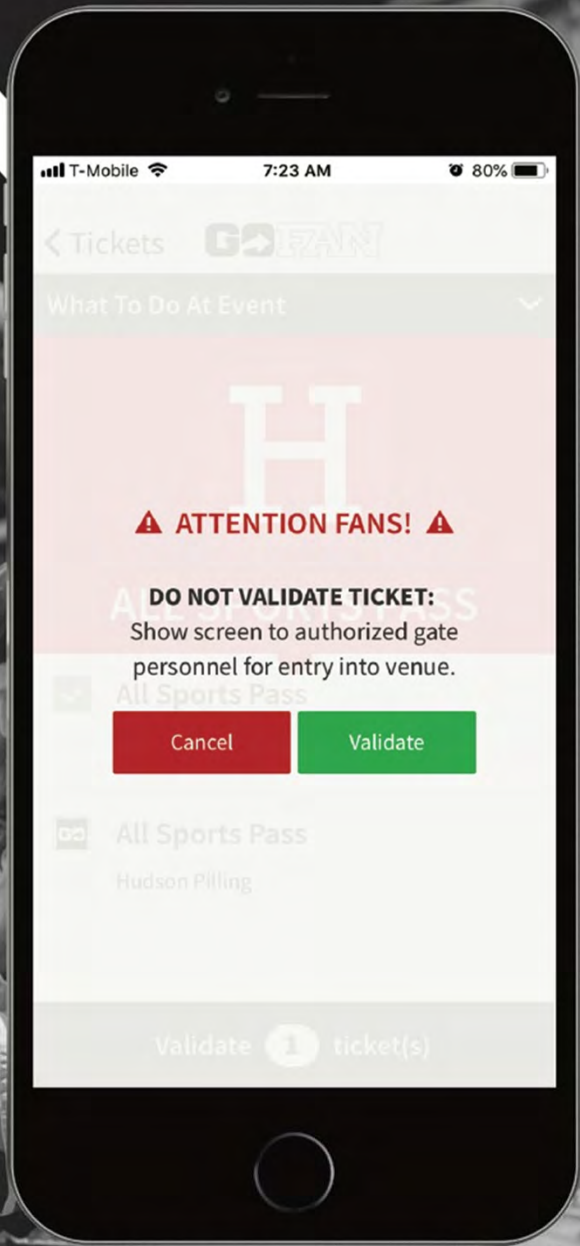 T-Mobile 7:23 AM 80%
Tickets GOFAN
What To Do At Event
H
ATTENTION FANS!
ALL SPORTS PASS
DO NOT VALIDATE TICKET:
Show screen to authorized gate
personnel for entry into venue.
All Sports Pass
Cancel Validate
GO All Sports Pass
Hudson Pilling
Validate 1 ticket(s)